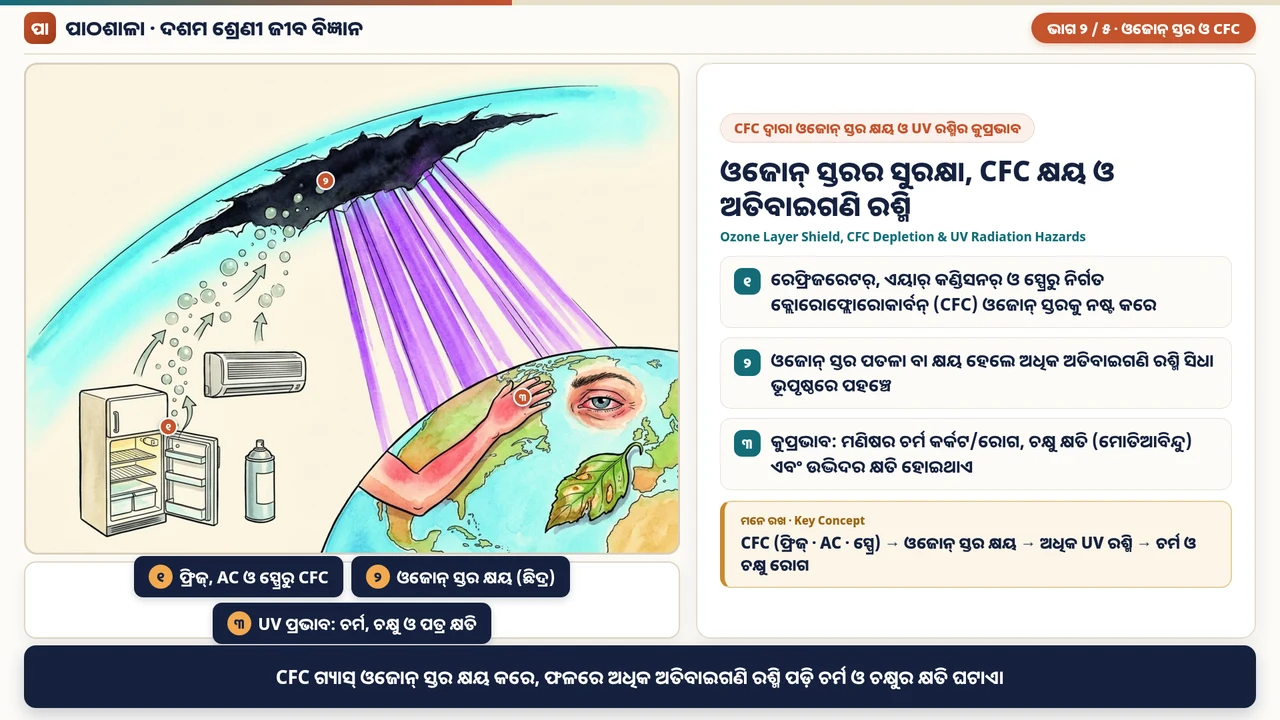 ପା ପାଠଶାଳା · ଦଶମ ଶ୍ରେଣୀ ଜୀବ ବିଜ୍ଞାନ
ଭାଗ ୨ / ୫ · ଓଜୋନ୍ ସ୍ତର ଓ CFC
୨
୧
୩
୧ ଫ୍ରିଜ୍, AC ଓ ସ୍ପ୍ରେରୁ CFC
୨ ଓଜୋନ୍ ସ୍ତର କ୍ଷୟ (ଛିଦ୍ର)
୩ UV ପ୍ରଭାବ: ଚର୍ମ, ଚକ୍ଷୁ ଓ ପତ୍ର କ୍ଷତି
CFC ଦ୍ୱାରା ଓଜୋନ୍ ସ୍ତର କ୍ଷୟ ଓ UV ରଶ୍ମିର କୁପ୍ରଭାବ
ଓଜୋନ୍ ସ୍ତରର ସୁରକ୍ଷା, CFC କ୍ଷୟ ଓ
ଅତିବାଇଗଣି ରଶ୍ମି
Ozone Layer Shield, CFC Depletion & UV Radiation Hazards
୧ ରେଫ୍ରିଜରେଟର୍, ଏୟାର୍ କଣ୍ଡିସନର୍ ଓ ସ୍ପ୍ରେରୁ ନିର୍ଗତ
କ୍ଲୋରୋଫ୍ଲୋରୋକାର୍ବନ୍ (CFC) ଓଜୋନ୍ ସ୍ତରକୁ ନଷ୍ଟ କରେ
୨ ଓଜୋନ୍ ସ୍ତର ପତଳା ବା କ୍ଷୟ ହେଲେ ଅଧିକ ଅତିବାଇଗଣି ରଶ୍ମି ସିଧା
ଭୂପୃଷ୍ଠରେ ପହଞ୍ଚେ
୩ କୁପ୍ରଭାବ: ମଣିଷର ଚର୍ମ କର୍କଟ/ରୋଗ, ଚକ୍ଷୁ କ୍ଷତି (ମୋତିଆବିନ୍ଦୁ)
ଏବଂ ଉଦ୍ଭିଦର କ୍ଷତି ହୋଇଥାଏ
ମନେ ରଖ · Key Concept
CFC (ଫ୍ରିଜ୍ · AC · ସ୍ପ୍ରେ) → ଓଜୋନ୍ ସ୍ତର କ୍ଷୟ → ଅଧିକ UV ରଶ୍ମି → ଚର୍ମ ଓ
ଚକ୍ଷୁ ରୋଗ
CFC ଗ୍ୟାସ୍ ଓଜୋନ୍ ସ୍ତର କ୍ଷୟ କରେ, ଫଳରେ ଅଧିକ ଅତିବାଇଗଣି ରଶ୍ମି ପଡ଼ି ଚର୍ମ ଓ ଚକ୍ଷୁର କ୍ଷତି ଘଟାଏ।